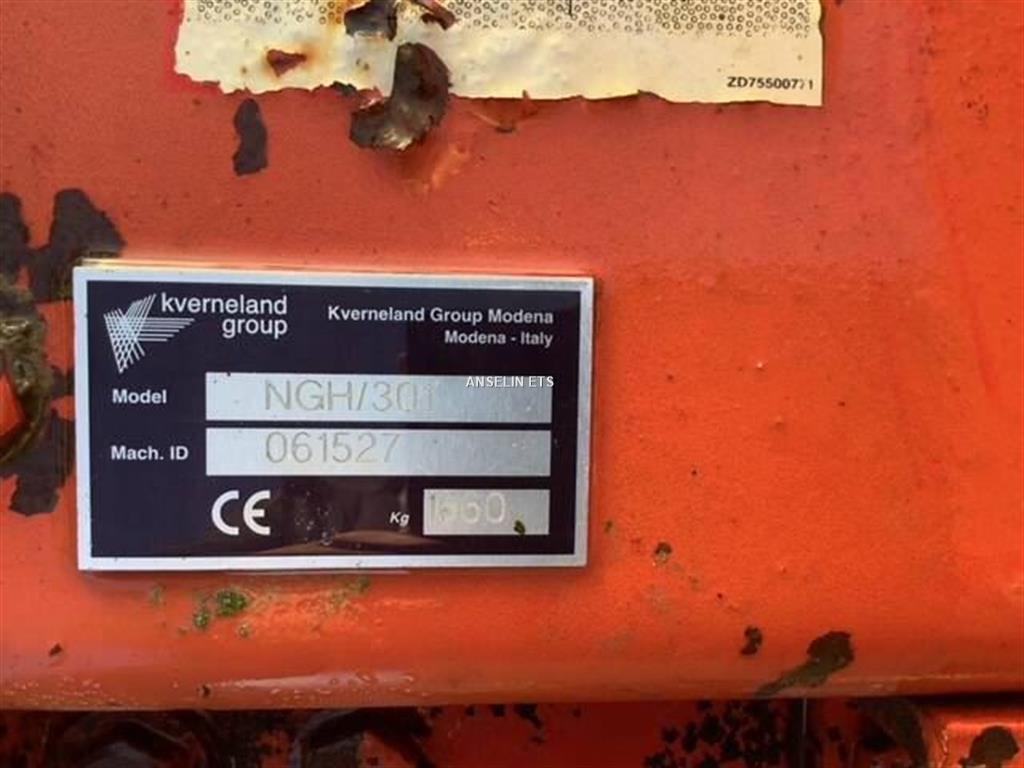 ZD75500771
kverneland
group
Kverneland Group Modena
Modena - Italy
Model NGH/301
ANSELIN ETS
Mach. ID 061527
CE Kg